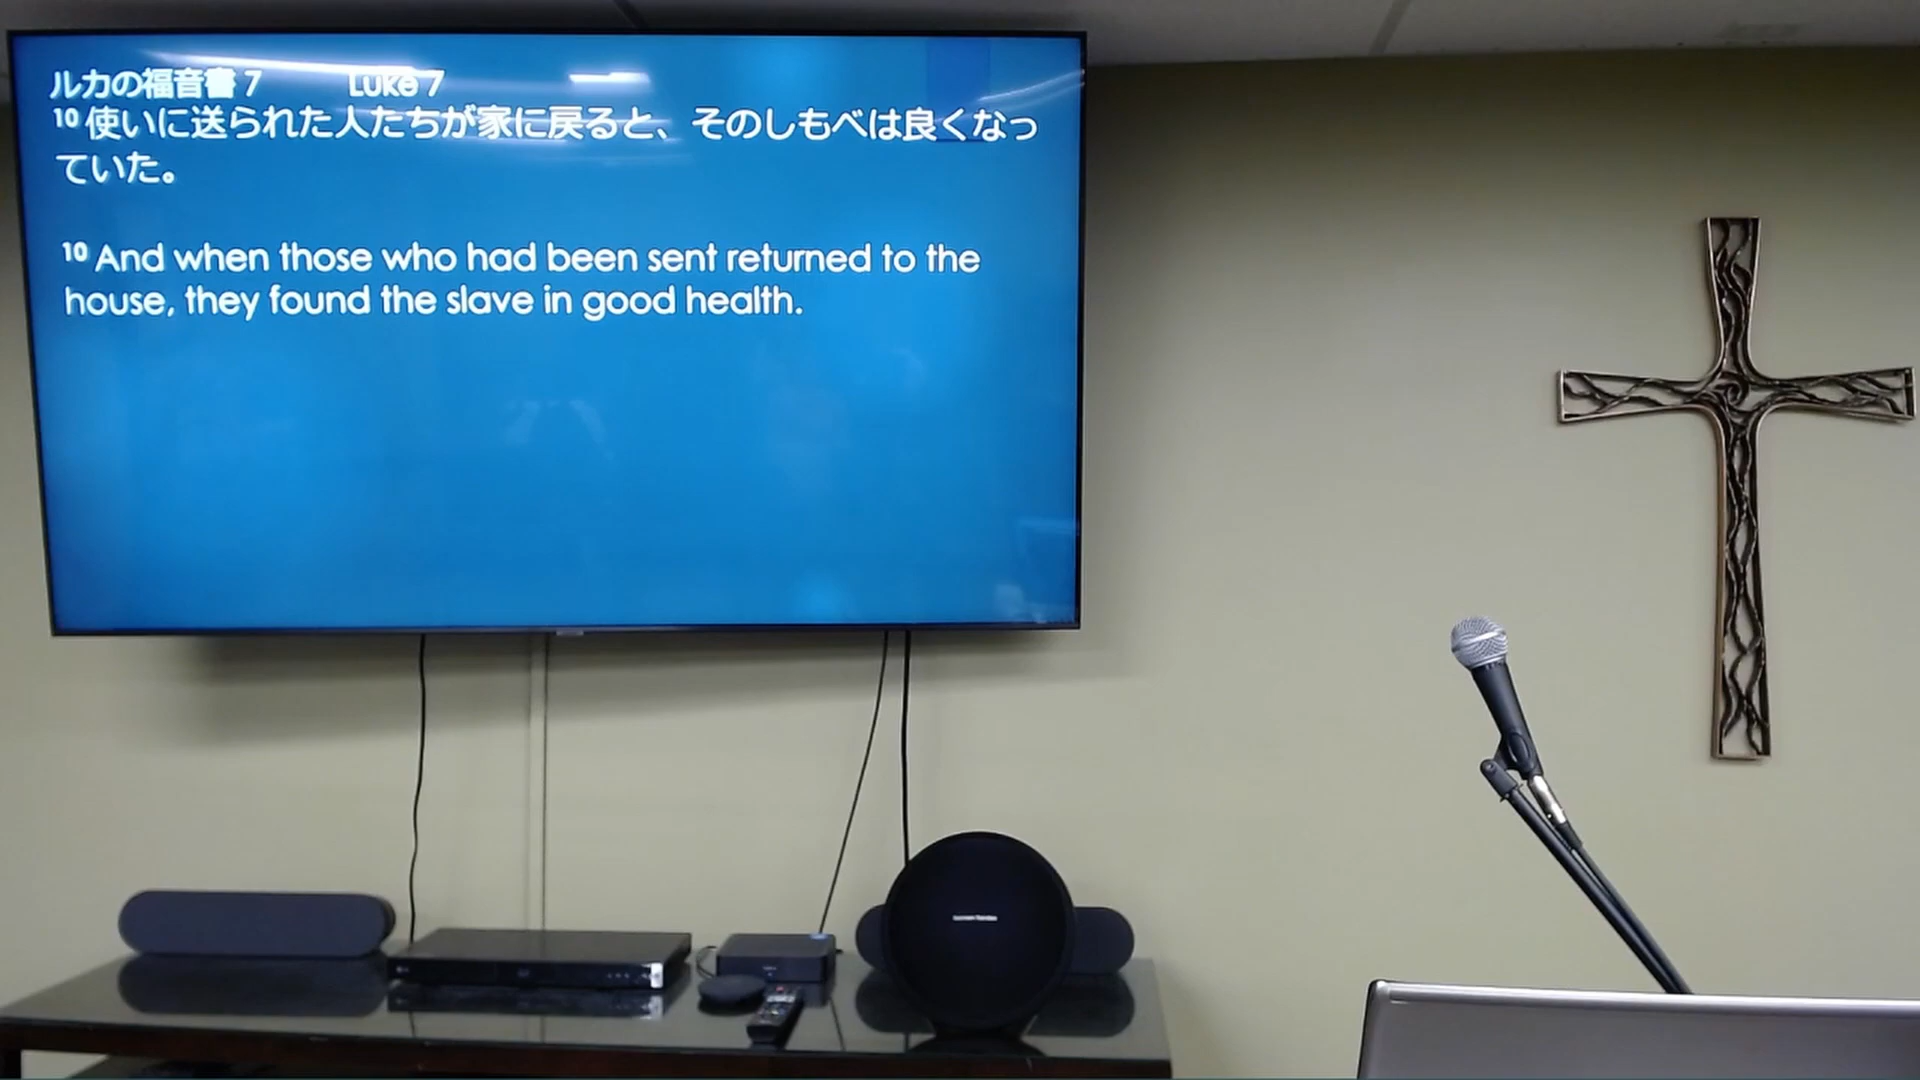 ルカの福音書 7 Luke 7
10 使いに送られた人たちが家に戻ると、そのしもべは良くなっ
ていた。
10 And when those who had been sent returned to the
house, they found the slave in good health.
harman/kardon